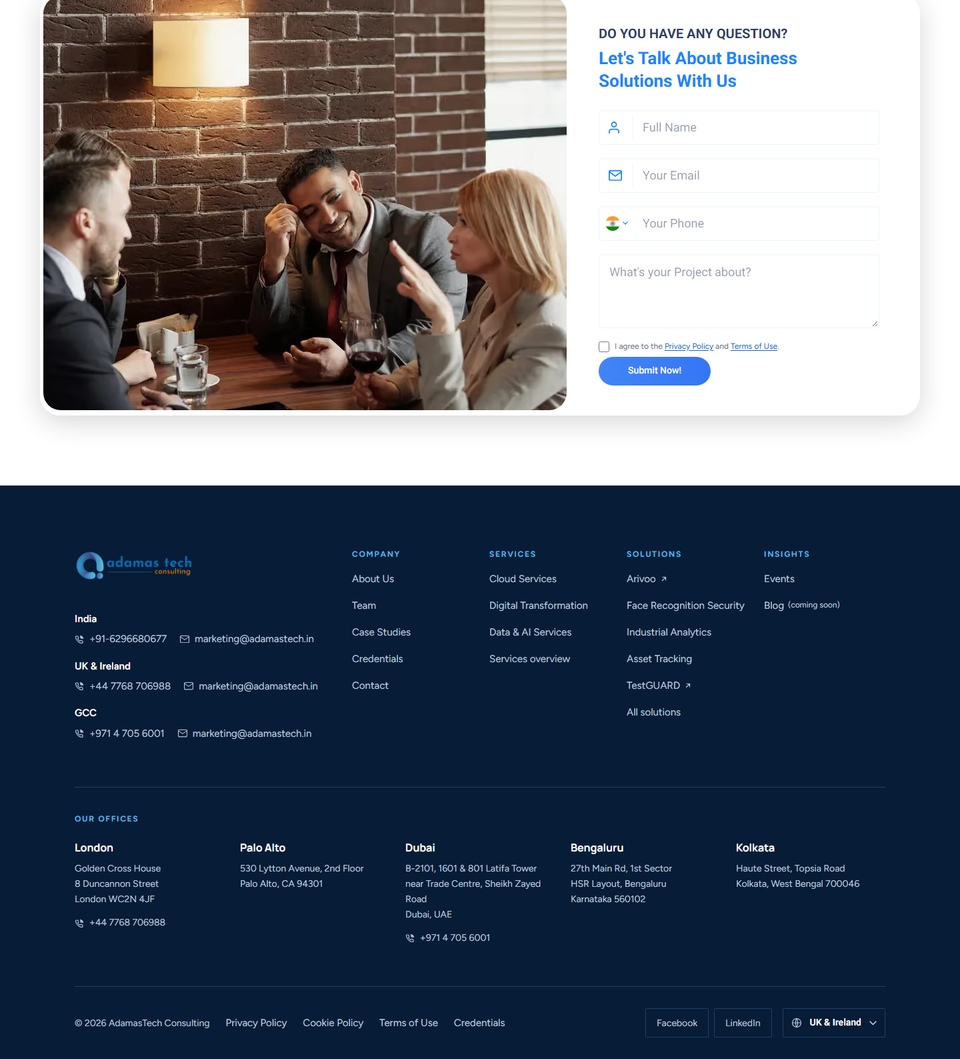 DO YOU HAVE ANY QUESTION?
Let's Talk About Business
Solutions With Us
Full Name
Your Email
Your Phone
What's your Project about?
I agree to the Privacy Policy and Terms of Use.
Submit Now!
adamas tech
consulting
India
+91-6296680677 marketing@adamastech.in
UK & Ireland
+44 7768 706988 marketing@adamastech.in
GCC
+971 4 705 6001 marketing@adamastech.in
COMPANY
About Us
Team
Case Studies
Credentials
Contact
SERVICES
Cloud Services
Digital Transformation
Data & AI Services
Services overview
SOLUTIONS
Arivoo ↗
Face Recognition Security
Industrial Analytics
Asset Tracking
TestGUARD ↗
All solutions
INSIGHTS
Events
Blog (coming soon)
OUR OFFICES
London
Golden Cross House
8 Duncannon Street
London WC2N 4JF
+44 7768 706988
Palo Alto
530 Lytton Avenue, 2nd Floor
Palo Alto, CA 94301
Dubai
B-2101, 1601 & 801 Latifa Tower
near Trade Centre, Sheikh Zayed
Road
Dubai, UAE
+971 4 705 6001
Bengaluru
27th Main Rd, 1st Sector
HSR Layout, Bengaluru
Karnataka 560102
Kolkata
Haute Street, Topsia Road
Kolkata, West Bengal 700046
© 2026 AdamasTech Consulting Privacy Policy Cookie Policy Terms of Use Credentials Facebook LinkedIn UK & Ireland